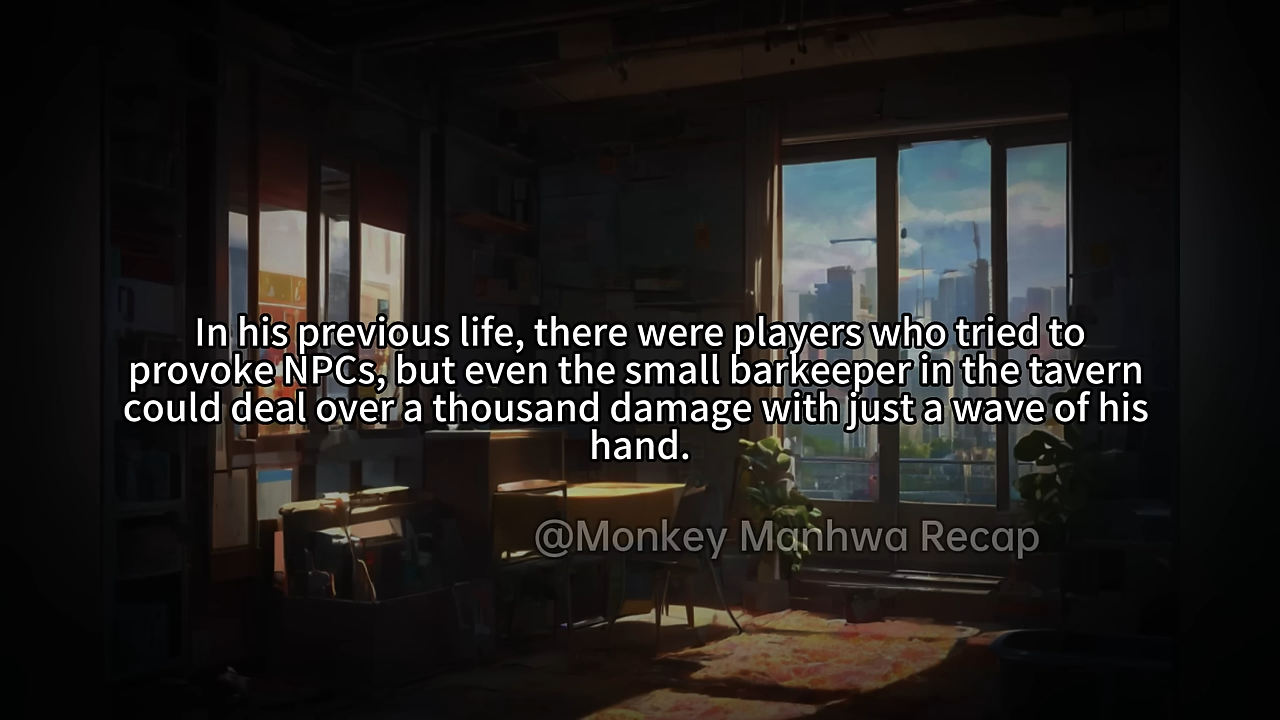 In his previous life, there were players who tried to
provoke NPCs, but even the small barkeeper in the tavern
could deal over a thousand damage with just a wave of his
hand.
@Monkey Manhwa Recap